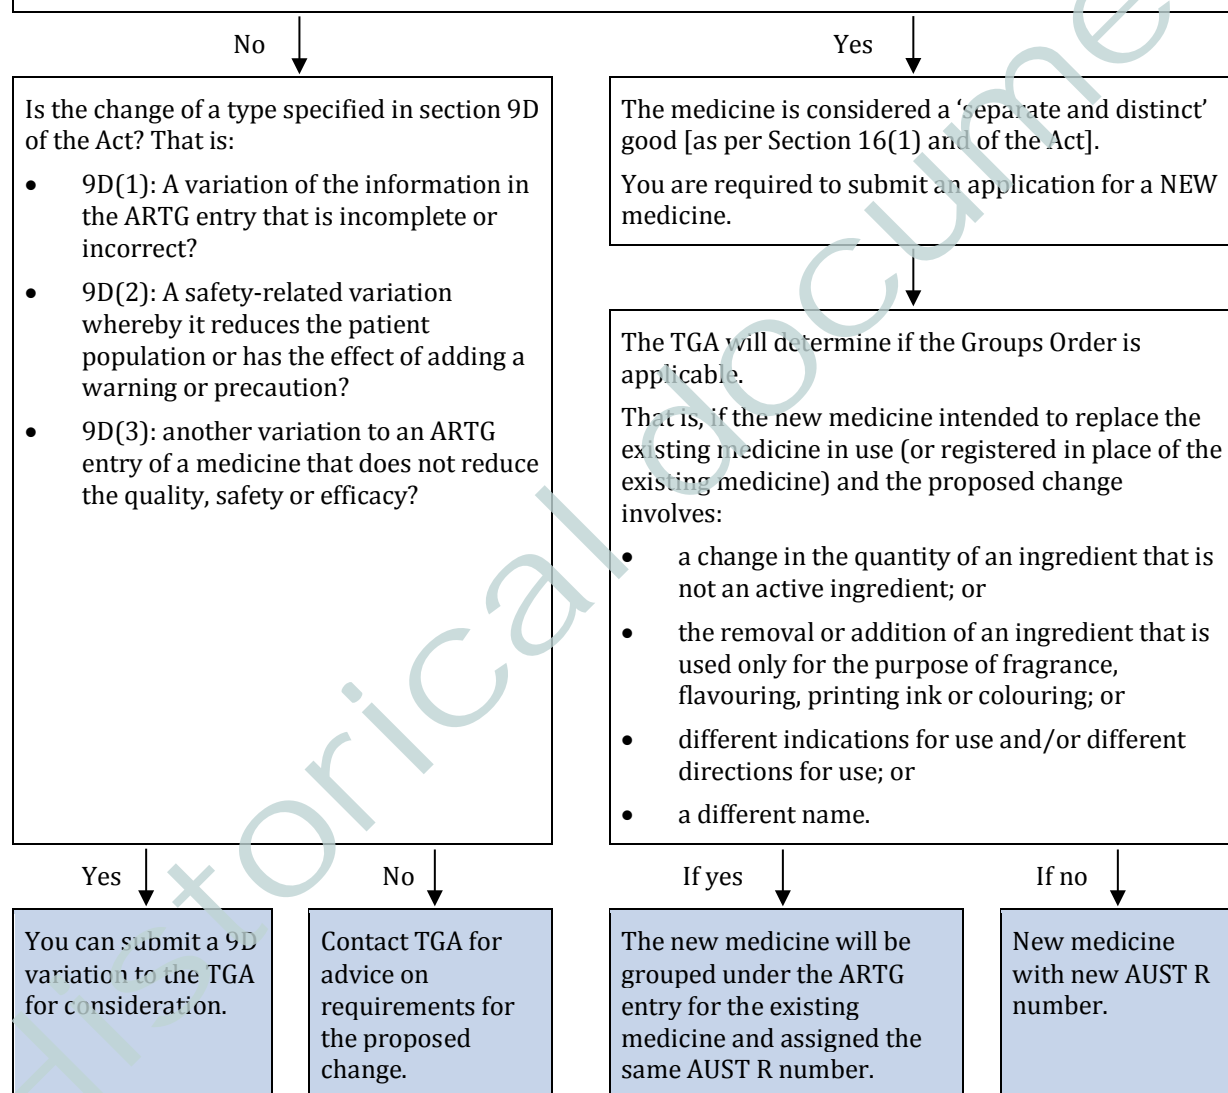 No
Yes
Is the change of a type specified in section 9D
of the Act? That is:
• 9D(1): A variation of the information in
the ARTG entry that is incomplete or
incorrect?
• 9D(2): A safety-related variation
whereby it reduces the patient
population or has the effect of adding a
warning or precaution?
• 9D(3): another variation to an ARTG
entry of a medicine that does not reduce
the quality, safety or efficacy?
The medicine is considered a ‘separate and distinct’
good [as per Section 16(1) and of the Act].
You are required to submit an application for a NEW
medicine.
The TGA will determine if the Groups Order is
applicable.
That is, if the new medicine intended to replace the
existing medicine in use (or registered in place of the
existing medicine) and the proposed change
involves:
• a change in the quantity of an ingredient that is
not an active ingredient; or
• the removal or addition of an ingredient that is
used only for the purpose of fragrance,
flavouring, printing ink or colouring; or
• different indications for use and/or different
directions for use; or
• a different name.
Yes
No
If yes
If no
You can submit a 9D
variation to the TGA
for consideration.
Contact TGA for
advice on
requirements for
the proposed
change.
The new medicine will be
grouped under the ARTG
entry for the existing
medicine and assigned the
same AUST R number.
New medicine
with new AUST R
number.
Historical docume